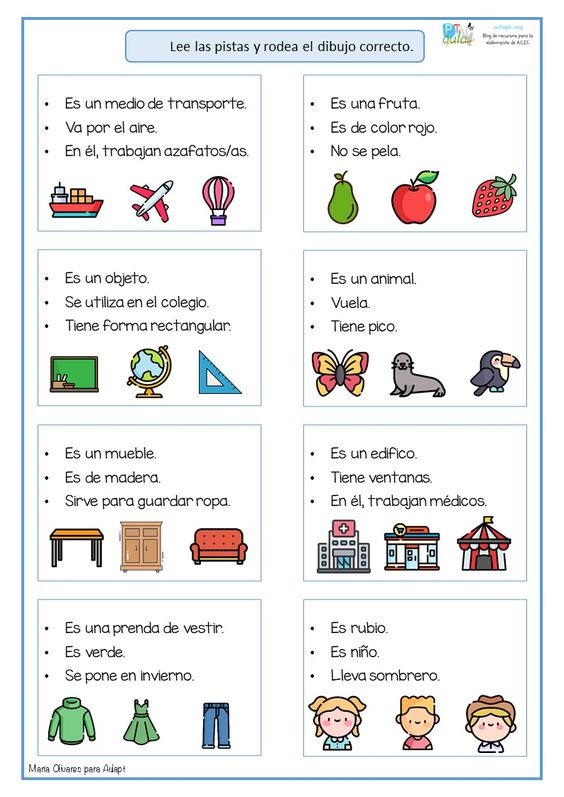 Lee las pistas y rodea el dibujo correcto.
PT
aula
autapt.org
Blog de recursos para la
elaboración de ACIS
• Es un medio de transporte.
• Va por el aire.
• En él, trabajan azafatos/as.
• Es una fruta.
• Es de color rojo.
• No se pela.
• Es un objeto.
• Se utiliza en el colegio.
• Tiene forma rectangular.
• Es un animal.
• Vuela.
• Tiene pico.
• Es un mueble.
• Es de madera.
• Sirve para guardar ropa.
• Es un edifico.
• Tiene ventanas.
• En él, trabajan médicos.
• Es una prenda de vestir.
• Es verde.
• Se pone en invierno.
• Es rubio.
• Es niño.
• Lleva sombrero.
María Olivares para Aulapt